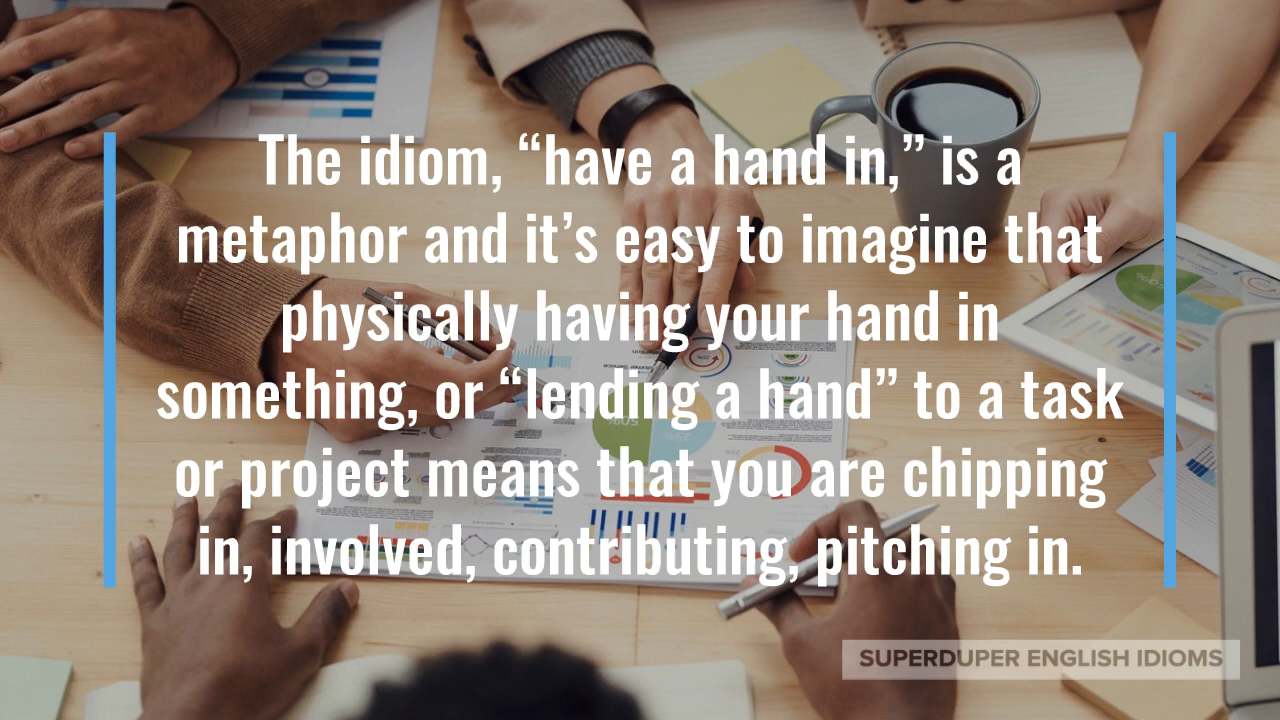 The idiom, “have a hand in,” is a
metaphor and it’s easy to imagine that
physically having your hand in
something, or “lending a hand” to a task
or project means that you are chipping
in, involved, contributing, pitching in.
SUPERDUPER ENGLISH IDIOMS